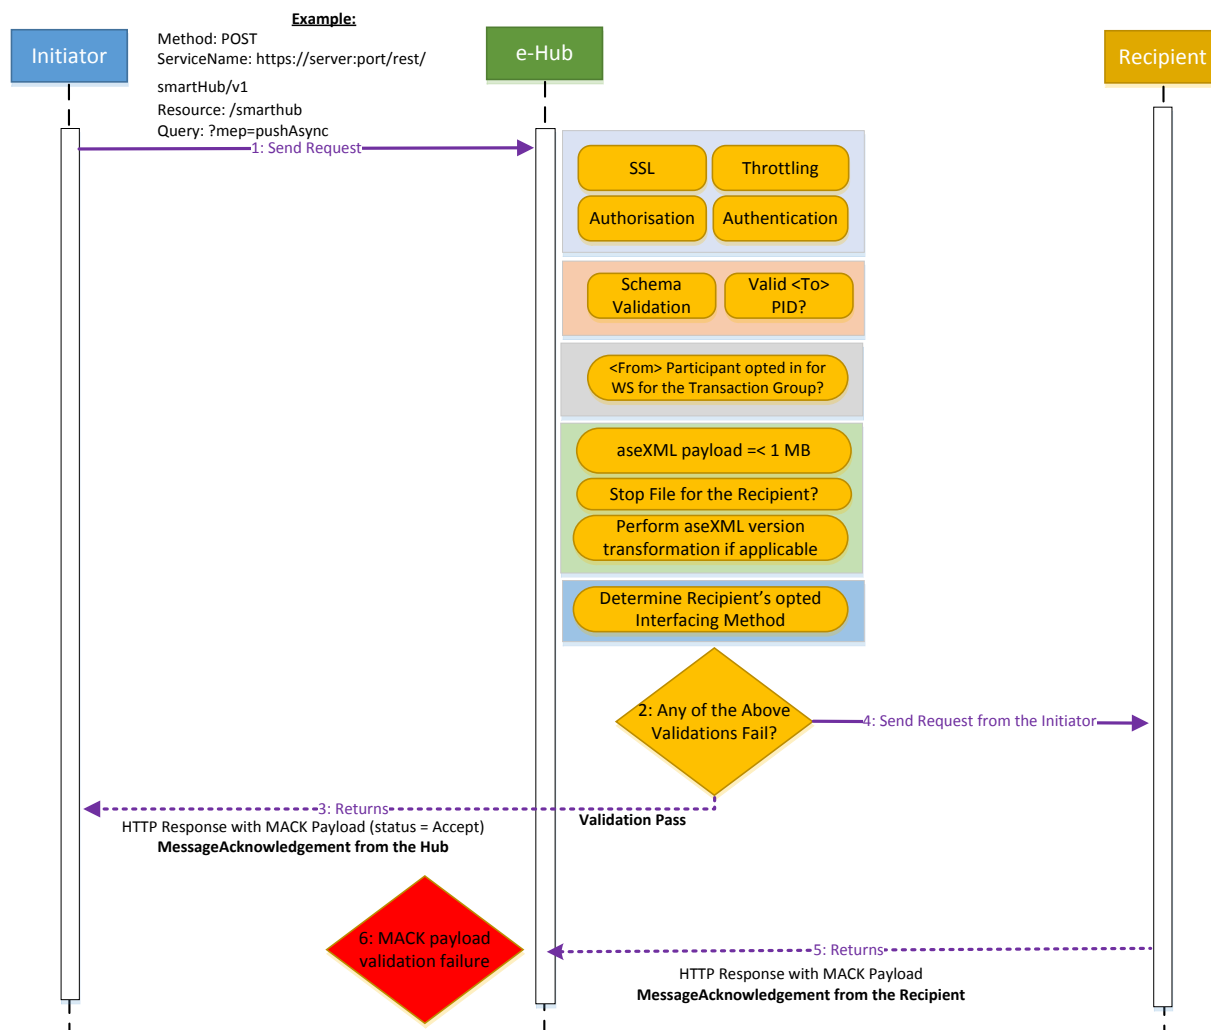 Example:
Initiator
Method: POST
ServiceName: https://server:port/rest/
smartHub/v1
Resource: /smarthub
Query: ?mep=pushAsync
e-Hub
Recipient
1: Send Request
SSL
Throttling
Authorisation
Authentication
Schema
Validation
Valid <To>
PID?
<From> Participant opted in for
WS for the Transaction Group?
aseXML payload =< 1 MB
Stop File for the Recipient?
Perform aseXML version
transformation if applicable
Determine Recipient's opted
Interfacing Method
2: Any of the Above
Validations Fail?
4: Send Request from the Initiator
3: Returns
HTTP Response with MACK Payload (status = Accept)
MessageAcknowledgement from the Hub
Validation Pass
6: MACK payload
validation failure
5: Returns
HTTP Response with MACK Payload
MessageAcknowledgement from the Recipient